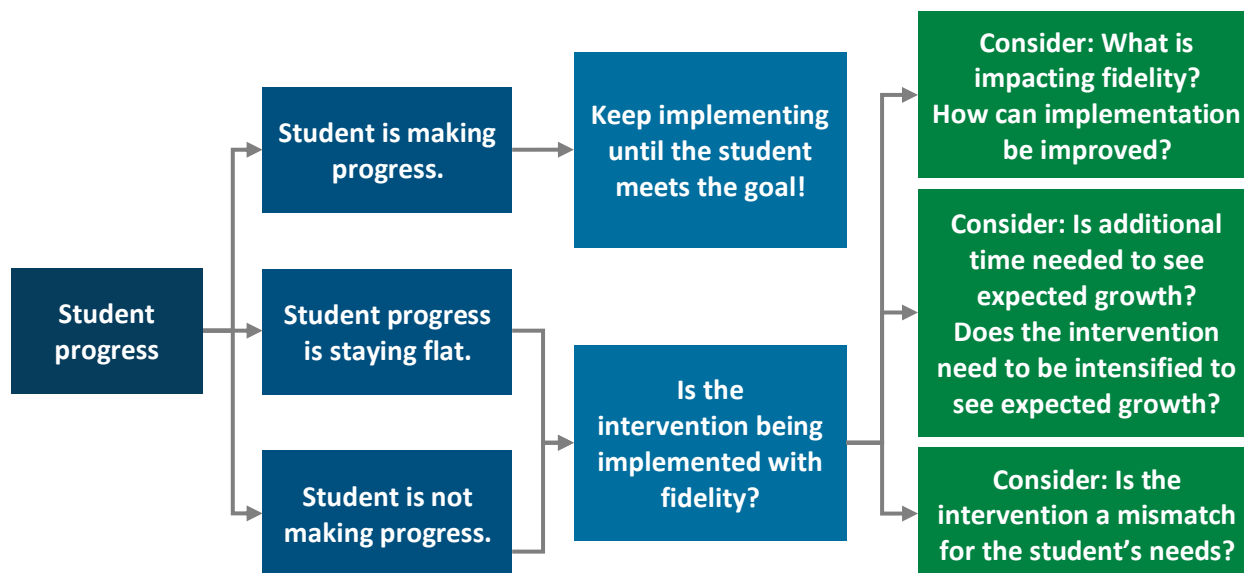 Student
progress
Student is making
progress.
Student progress
is staying flat.
Student is not
making progress.
Keep implementing
until the student
meets the goal!
Is the
intervention being
implemented with
fidelity?
Consider: What is
impacting fidelity?
How can implementation
be improved?
Consider: Is additional
time needed to see
expected growth?
Does the intervention
need to be intensified to
see expected growth?
Consider: Is the
intervention a mismatch
for the student’s needs?